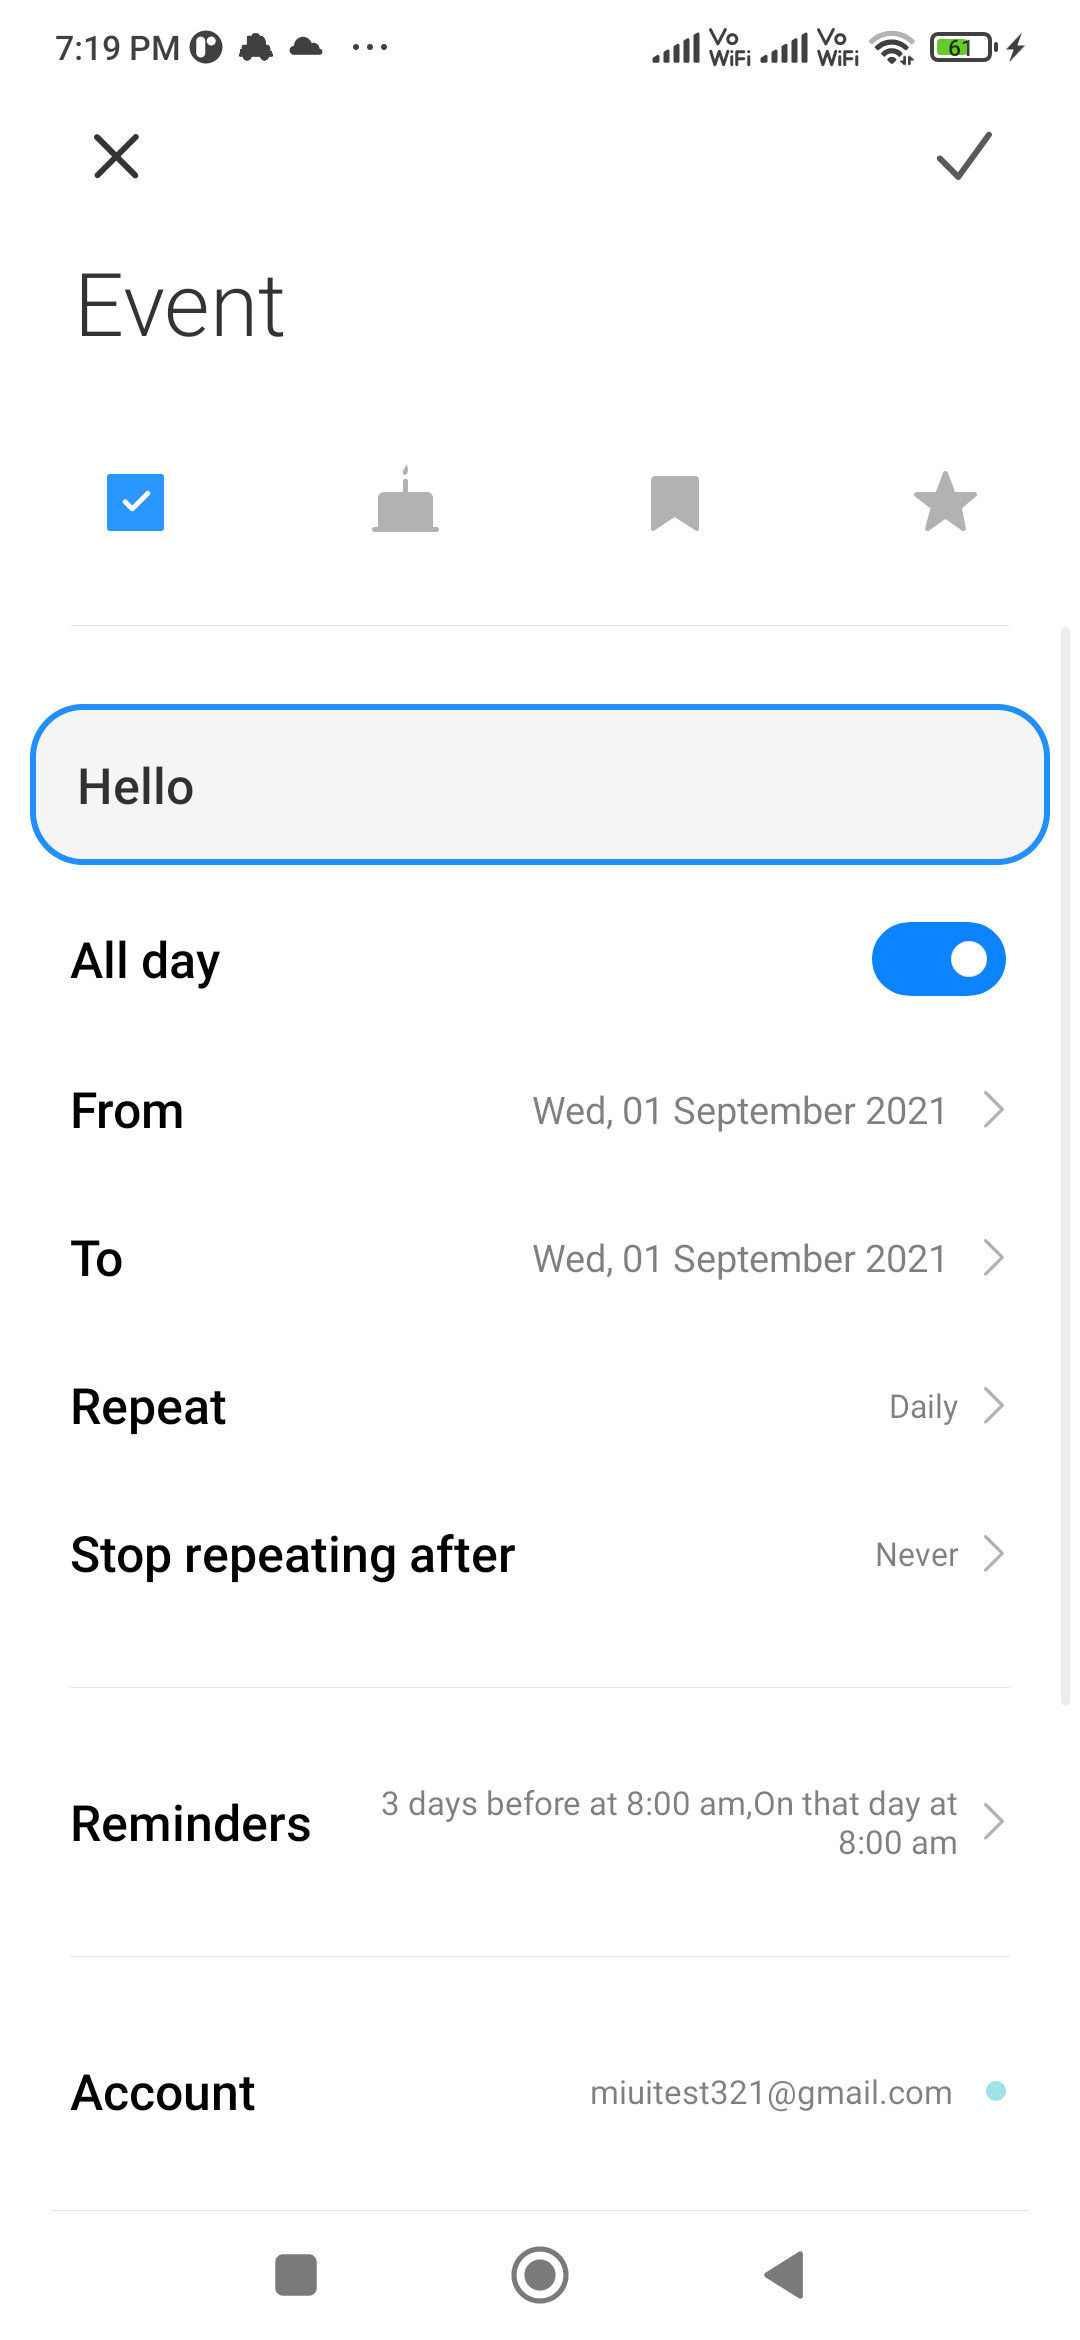 7:19 PM
Vo WiFi Vo WiFi 61
Event
Hello
All day
From Wed, 01 September 2021
To Wed, 01 September 2021
Repeat Daily
Stop repeating after Never
Reminders 3 days before at 8:00 am,On that day at
8:00 am
Account miuitest321@gmail.com